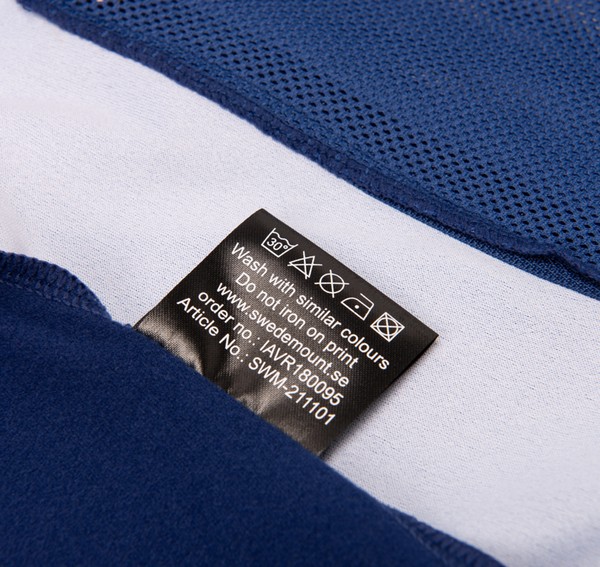 30°
Wash with similar colours
Do not iron on print
www.swedemount.se
order no.: IAVR180095
Article No.: SWM-211101